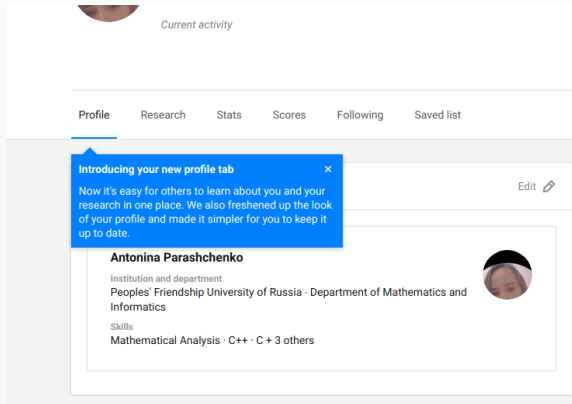 Current activity
Profile Research Stats Scores Following Saved list
Introducing your new profile tab ×
Now it's easy for others to learn about you and your
research in one place. We also freshened up the look
of your profile and made it simpler for you to keep it
up to date.
Edit
Antonina Parashchenko
Institution and department
Peoples' Friendship University of Russia · Department of Mathematics and
Informatics
Skills
Mathematical Analysis · C++ · C + 3 others